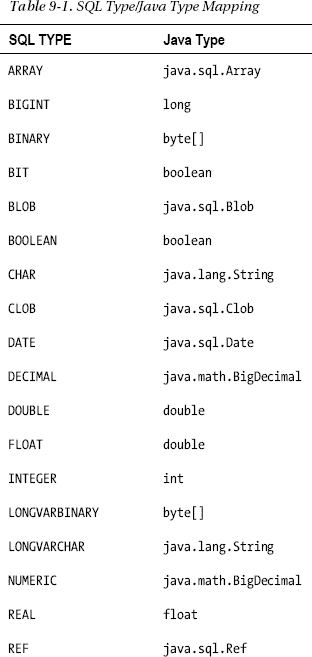 Table 9-1. SQL Type/Java Type Mapping
SQL TYPE Java Type
ARRAY java.sql.Array
BIGINT long
BINARY byte[]
BIT boolean
BLOB java.sql.Blob
BOOLEAN boolean
CHAR java.lang.String
CLOB java.sql.Clob
DATE java.sql.Date
DECIMAL java.math.BigDecimal
DOUBLE double
FLOAT double
INTEGER int
LONGVARBINARY byte[]
LONGVARCHAR java.lang.String
NUMERIC java.math.BigDecimal
REAL float
REF java.sql.Ref